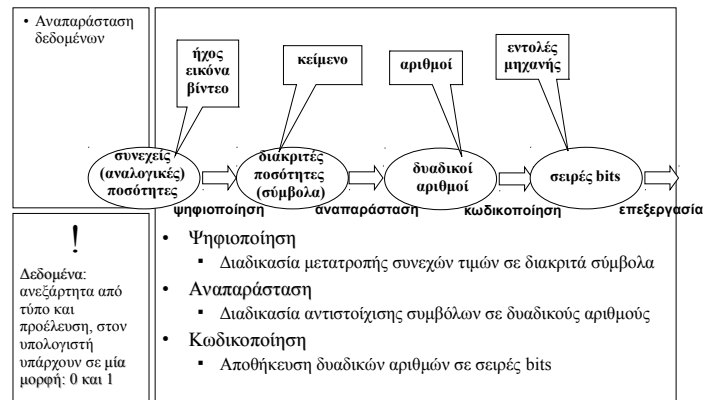 • Αναπαράσταση
δεδομένων
ήχος
εικόνα
βίντεο
κείμενο
αριθμοί
εντολές
μηχανής
συνεχείς
(αναλογικές)
ποσότητες
διακριτές
ποσότητες
(σύμβολα)
δυαδικοί
αριθμοί
σειρές bits
ψηφιοποίηση
αναπαράσταση
κωδικοποίηση
επεξεργασία
!
Δεδομένα:
ανεξάρτητα από
τύπο και
προέλευση, στον
υπολογιστή
υπάρχουν σε μία
μορφή: 0 και 1
• Ψηφιοποίηση
▪ Διαδικασία μετατροπής συνεχών τιμών σε διακριτά σύμβολα
• Αναπαράσταση
▪ Διαδικασία αντιστοίχισης συμβόλων σε δυαδικούς αριθμούς
• Κωδικοποίηση
▪ Αποθήκευση δυαδικών αριθμών σε σειρές bits